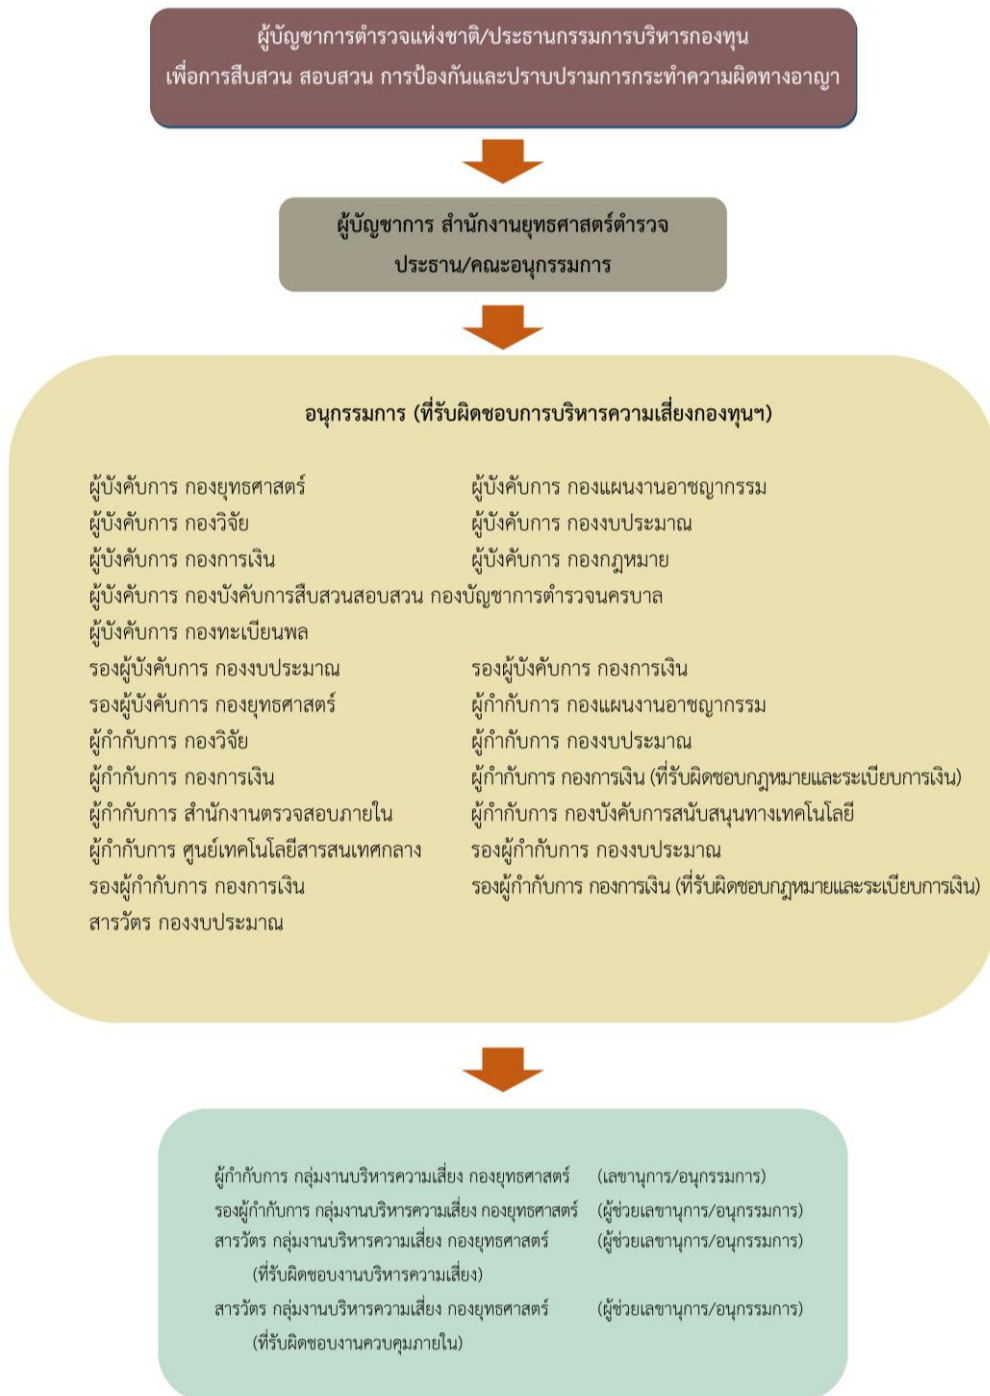 ผู้บัญชาการตำรวจแห่งชาติ/ประธานกรรมการบริหารกองทุน
เพื่อการสืบสวน สอบสวน การป้องกันและปราบปรามการกระทำความผิดทางอาญา
ผู้บัญชาการ สำนักงานยุทธศาสตร์ตำรวจ
ประธาน/คณะอนุกรรมการ
อนุกรรมการ (ที่รับผิดชอบการบริหารความเสี่ยงกองทุนฯ)
ผู้บังคับการ กองยุทธศาสตร์ ผู้บังคับการ กองแผนงานอาชญากรรม
ผู้บังคับการ กองวิจัย ผู้บังคับการ กองงบประมาณ
ผู้บังคับการ กองการเงิน ผู้บังคับการ กองกฎหมาย
ผู้บังคับการ กองบังคับการสืบสวนสอบสวน กองบัญชาการตำรวจนครบาล
ผู้บังคับการ กองทะเบียนพล
รองผู้บังคับการ กองงบประมาณ รองผู้บังคับการ กองการเงิน
รองผู้บังคับการ กองยุทธศาสตร์ ผู้กำกับการ กองแผนงานอาชญากรรม
ผู้กำกับการ กองวิจัย ผู้กำกับการ กองงบประมาณ
ผู้กำกับการ กองการเงิน ผู้กำกับการ กองการเงิน (ที่รับผิดชอบกฎหมายและระเบียบการเงิน)
ผู้กำกับการ สำนักงานตรวจสอบภายใน ผู้กำกับการ กองบังคับการสนับสนุนทางเทคโนโลยี
ผู้กำกับการ ศูนย์เทคโนโลยีสารสนเทศกลาง รองผู้กำกับการ กองงบประมาณ
รองผู้กำกับการ กองการเงิน รองผู้กำกับการ กองการเงิน (ที่รับผิดชอบกฎหมายและระเบียบการเงิน)
สารวัตร กองงบประมาณ
ผู้กำกับการ กลุ่มงานบริหารความเสี่ยง กองยุทธศาสตร์ (เลขานุการ/อนุกรรมการ)
รองผู้กำกับการ กลุ่มงานบริหารความเสี่ยง กองยุทธศาสตร์ (ผู้ช่วยเลขานุการ/อนุกรรมการ)
สารวัตร กลุ่มงานบริหารความเสี่ยง กองยุทธศาสตร์ (ผู้ช่วยเลขานุการ/อนุกรรมการ)
(ที่รับผิดชอบงานบริหารความเสี่ยง)
สารวัตร กลุ่มงานบริหารความเสี่ยง กองยุทธศาสตร์ (ผู้ช่วยเลขานุการ/อนุกรรมการ)
(ที่รับผิดชอบงานควบคุมภายใน)